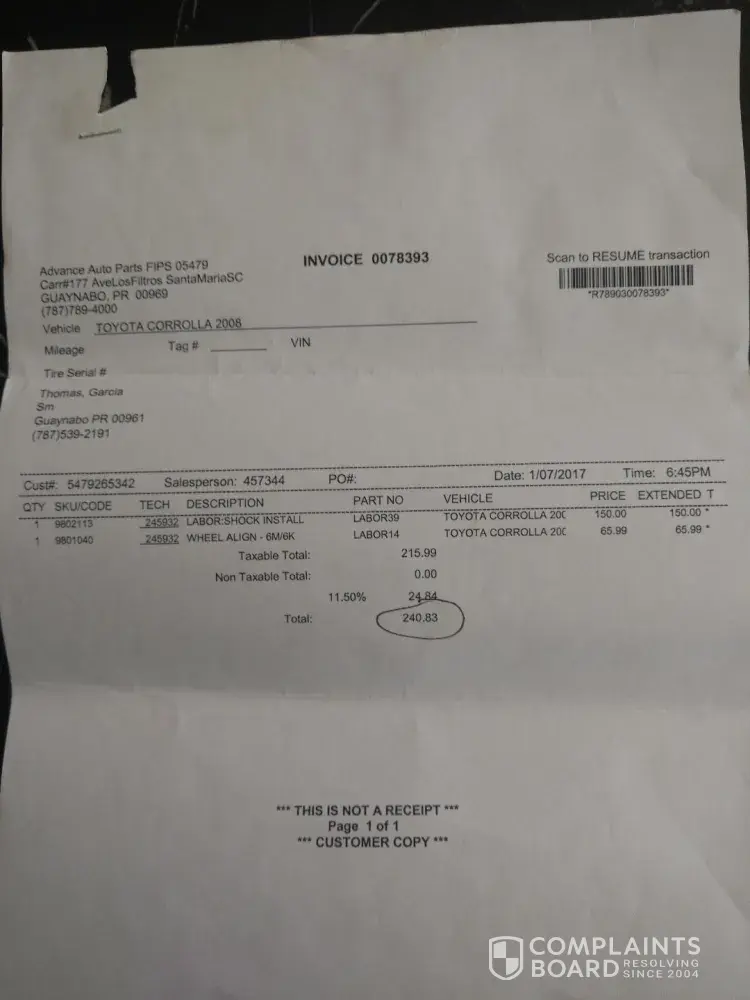 INVOICE 0078393
Scan to RESUME transaction
*R789030078393*
Advance Auto Parts FIPS 05479
Carr#177 AveLosFiltros SantaMariaSC
GUAYNABO, PR 00969
(787)789-4000
Vehicle TOYOTA CORROLLA 2008
Mileage Tag # VIN
Tire Serial #
Thomas, Garcia
Sm
Guaynabo PR 00961
(787)539-2191
Cust#: 5479265342 Salesperson: 457344 PO#: Date: 1/07/2017 Time: 6:45PM
QTY SKU/CODE TECH DESCRIPTION PART NO VEHICLE PRICE EXTENDED T
1 9802113 245932 LABOR:SHOCK INSTALL LABOR39 TOYOTA CORROLLA 200 150.00 150.00 *
1 9801040 245932 WHEEL ALIGN - 6M/6K LABOR14 TOYOTA CORROLLA 200 65.99 65.99 *
Taxable Total: 215.99
Non Taxable Total: 0.00
11.50% 24.84
Total: 240.83
*** THIS IS NOT A RECEIPT ***
Page 1 of 1
*** CUSTOMER COPY ***
COMPLAINTS
BOARD RESOLVING
SINCE 2004